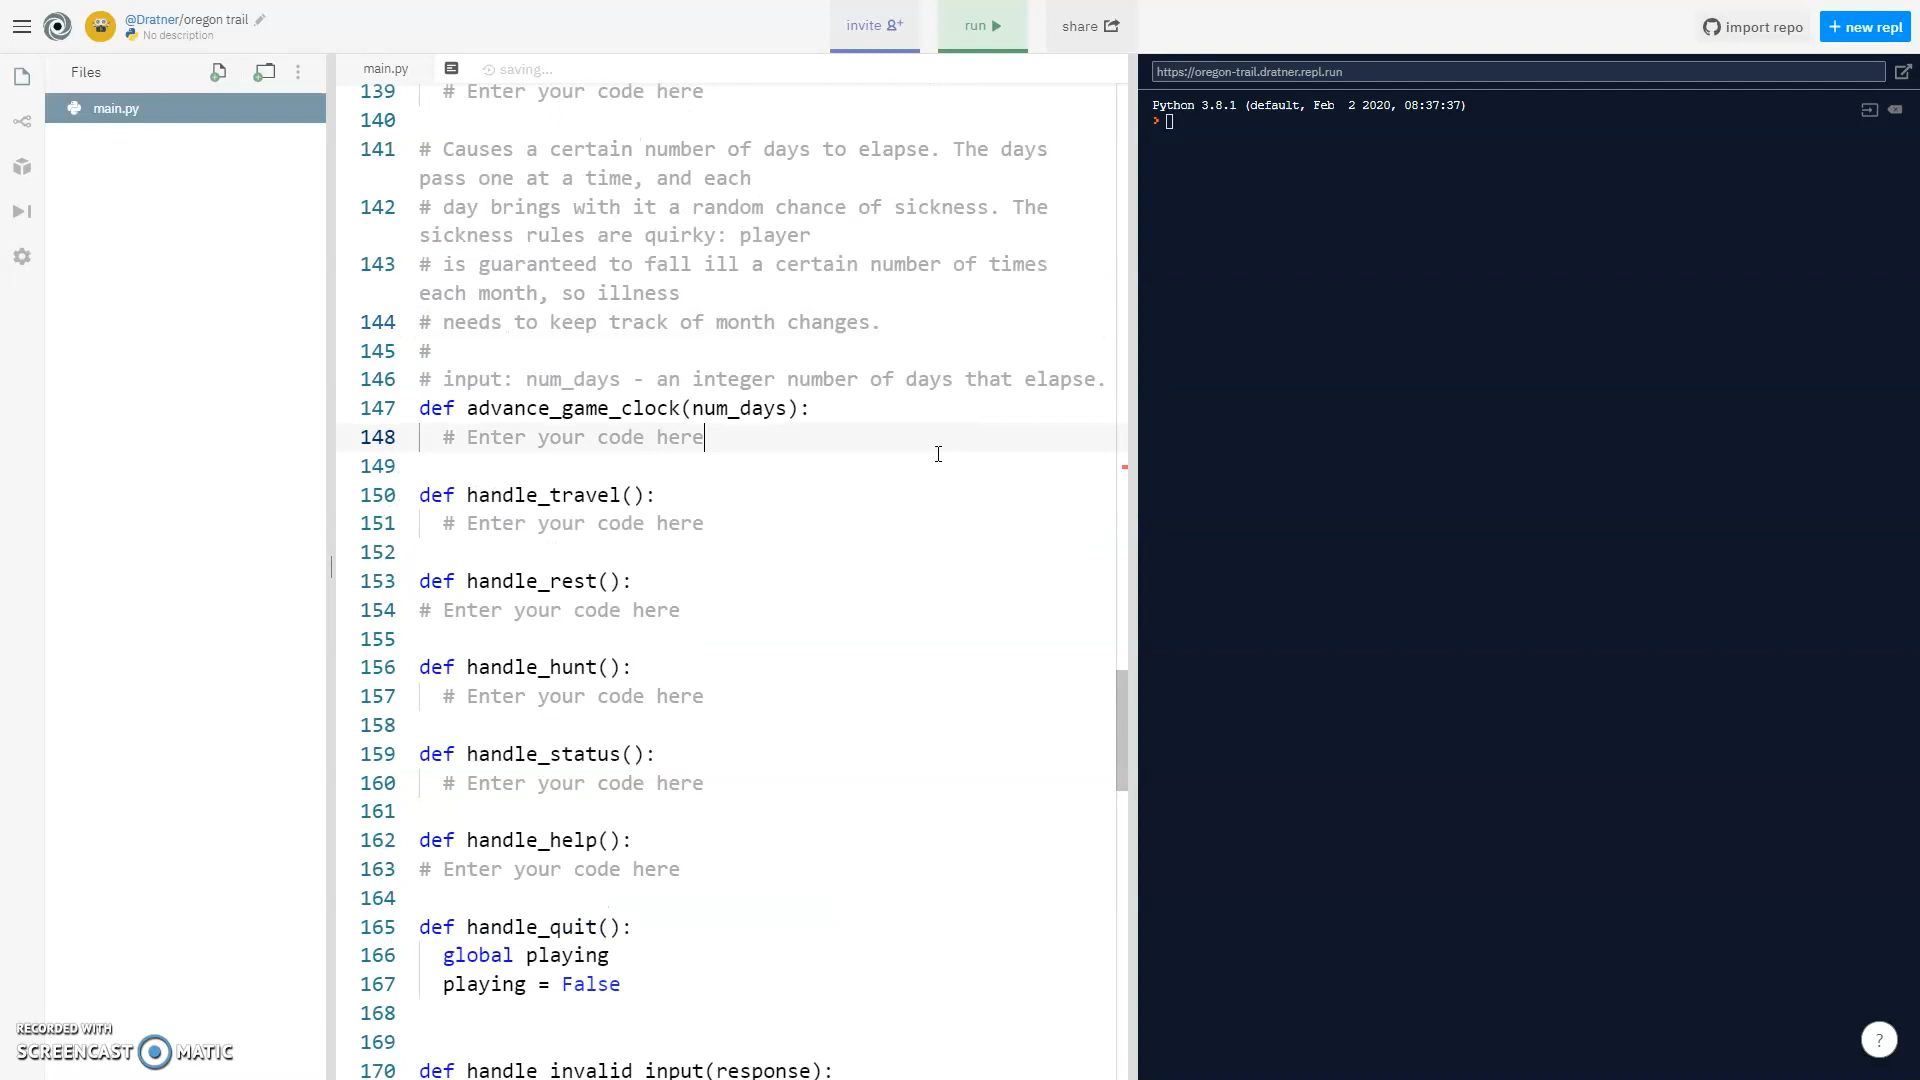 @Dratner/oregon trail
No description
invite
run
share
import repo
+ new repl
Files
main.py
main.py
saving...
https://oregon-trail.dratner.repl.run
Python 3.8.1 (default, Feb  2 2020, 08:37:37)
>
139 # Enter your code here
140
141 # Causes a certain number of days to elapse. The days
pass one at a time, and each
142 # day brings with it a random chance of sickness. The
sickness rules are quirky: player
143 # is guaranteed to fall ill a certain number of times
each month, so illness
144 # needs to keep track of month changes.
145 #
146 # input: num_days - an integer number of days that elapse.
147 def advance_game_clock(num_days):
148 # Enter your code here
149
150 def handle_travel():
151 # Enter your code here
152
153 def handle_rest():
154 # Enter your code here
155
156 def handle_hunt():
157 # Enter your code here
158
159 def handle_status():
160 # Enter your code here
161
162 def handle_help():
163 # Enter your code here
164
165 def handle_quit():
166 global playing
167 playing = False
168
169
170 def handle_invalid_input(response):
RECORDED WITH
SCREENCAST MATIC
?